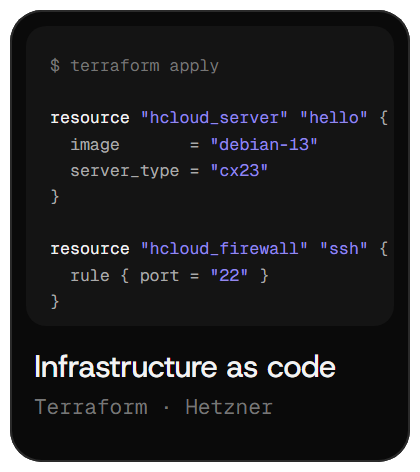 $ terraform apply
resource "hcloud_server" "hello" {
  image       = "debian-13"
  server_type = "cx23"
}
resource "hcloud_firewall" "ssh" {
  rule { port = "22" }
}
Infrastructure as code
Terraform · Hetzner